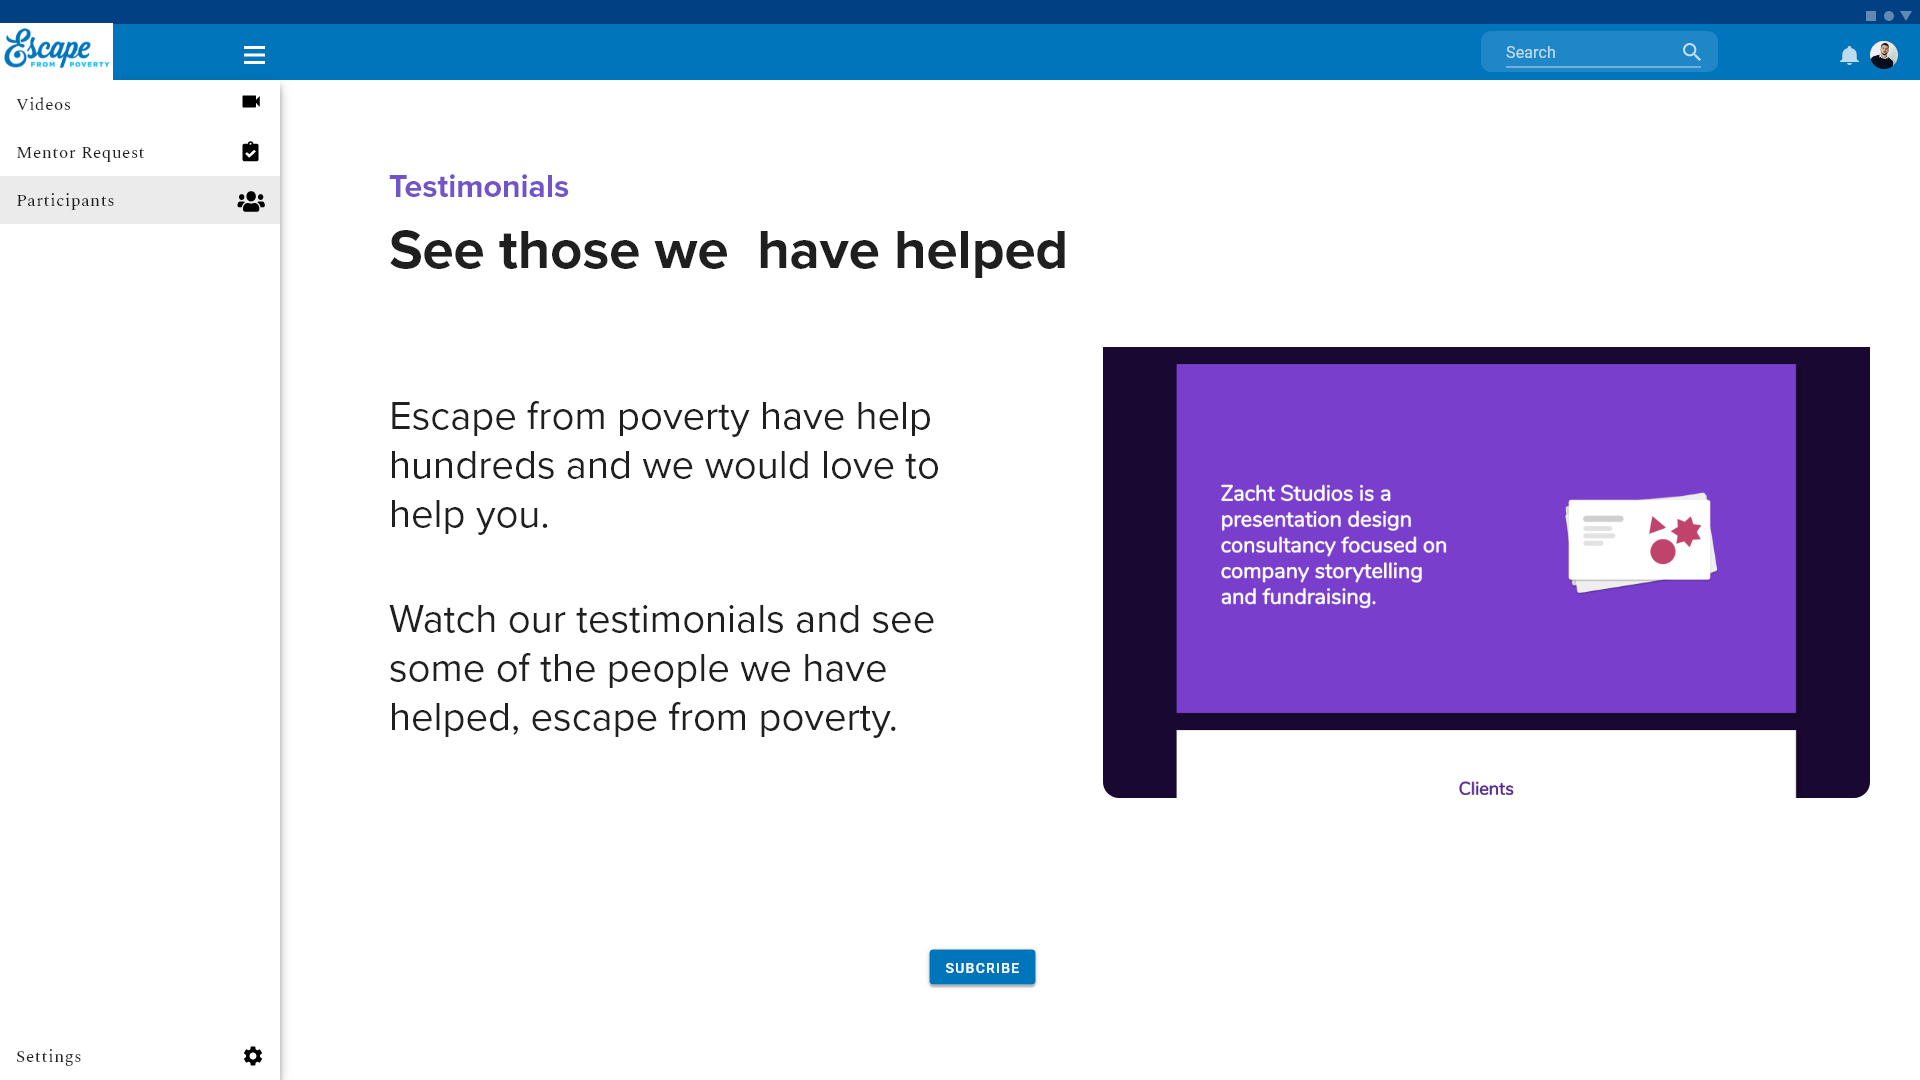 Escape
FROM POVERTY
Search
Videos
Mentor Request
Participants
Testimonials
See those we  have helped
Escape from poverty have help
hundreds and we would love to
help you.
Watch our testimonials and see
some of the people we have
helped, escape from poverty.
Zacht Studios is a
presentation design
consultancy focused on
company storytelling
and fundraising.
Clients
SUBCRIBE
Settings